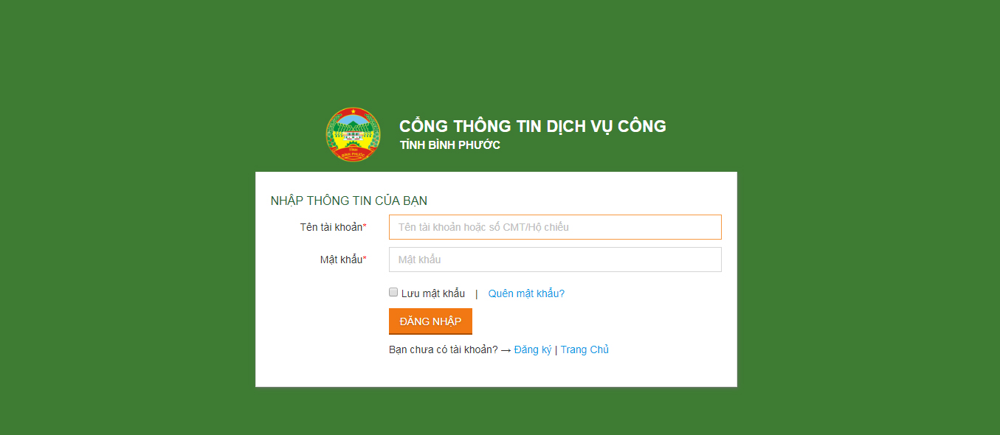 CỔNG THÔNG TIN DỊCH VỤ CÔNG
TỈNH BÌNH PHƯỚC
TỈNH
BÌNH PHƯỚC
NHẬP THÔNG TIN CỦA BẠN
Tên tài khoản*
Tên tài khoản hoặc số CMT/Hộ chiếu
Mật khẩu*
Mật khẩu
Lưu mật khẩu | Quên mật khẩu?
ĐĂNG NHẬP
Bạn chưa có tài khoản? → Đăng ký | Trang Chủ